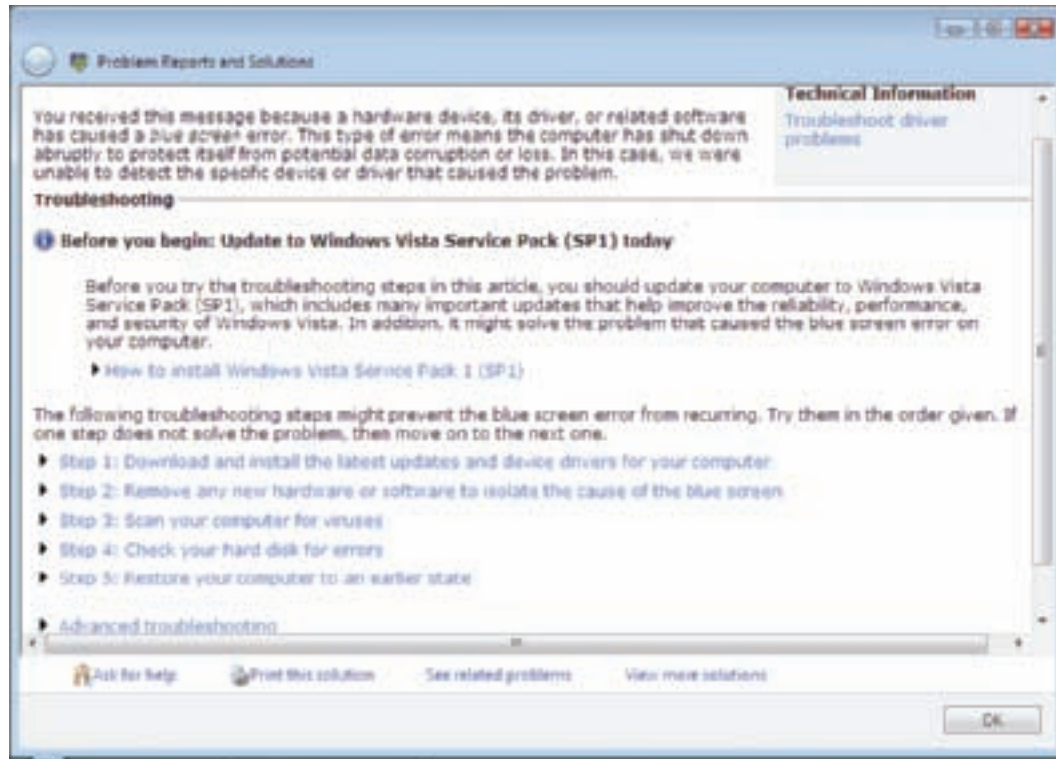 Problem Reports and Solutions
Technical Information
Troubleshoot driver
problems
You received this message because a hardware device, its driver, or related software
has caused a blue screen error. This type of error means the computer has shut down
abruptly to protect itself from potential data corruption or loss. In this case, we were
unable to detect the specific device or driver that caused the problem.
Troubleshooting
Before you begin: Update to Windows Vista Service Pack (SP1) today
Before you try the troubleshooting steps in this article, you should update your computer to Windows Vista
Service Pack (SP1), which includes many important updates that help improve the reliability, performance,
and security of Windows Vista. In addition, it might solve the problem that caused the blue screen error on
your computer.
How to install Windows Vista Service Pack 1 (SP1)
The following troubleshooting steps might prevent the blue screen error from recurring. Try them in the order given. If
one step does not solve the problem, then move on to the next one.
Step 1: Download and install the latest updates and device drivers for your computer
Step 2: Remove any new hardware or software to isolate the cause of the blue screen
Step 3: Scan your computer for viruses
Step 4: Check your hard disk for errors
Step 5: Restore your computer to an earlier state
Advanced troubleshooting
Ask for help
Print this solution
See related problems
View more solutions
OK